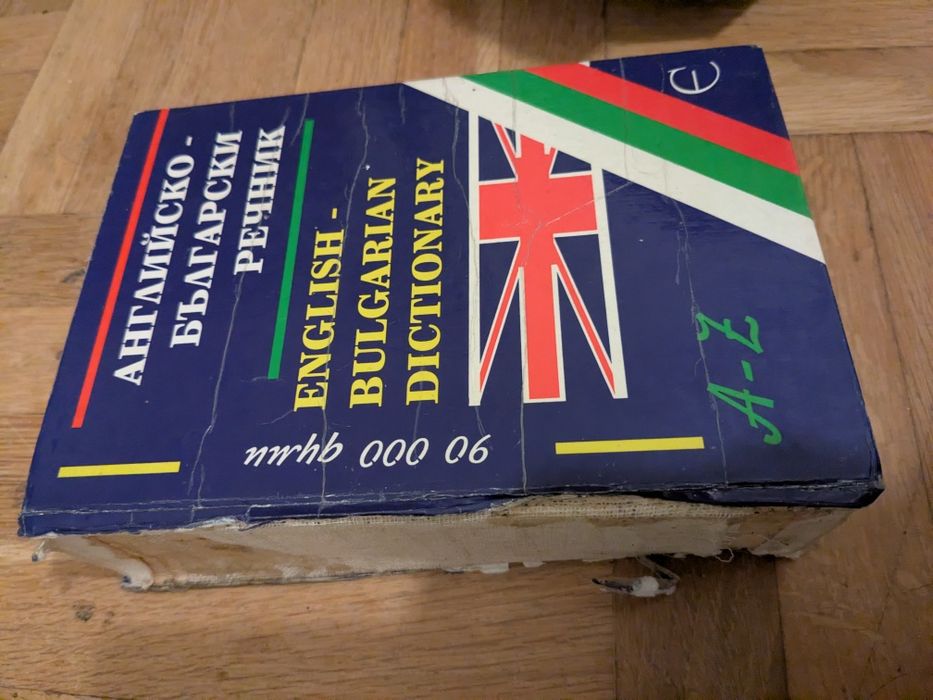 АНГЛИЙСКО -
БЪЛГАРСКИ
РЕЧНИК
ENGLISH -
BULGARIAN
DICTIONARY
A-Z
90 000 думи